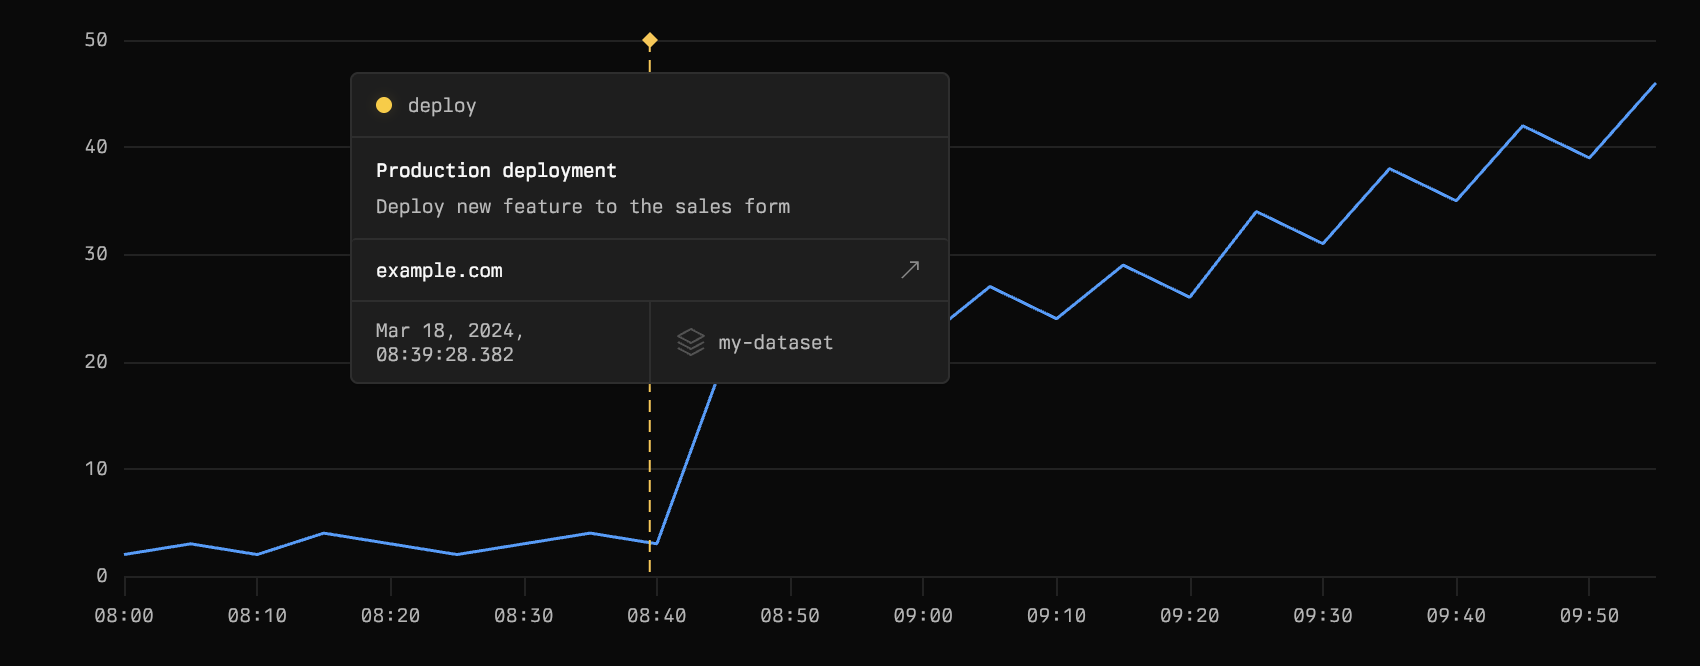 50
deploy
40
Production deployment
Deploy new feature to the sales form
30
example.com
Mar 18, 2024,
08:39:28.382
my-dataset
20
10
0
08:00 08:10 08:20 08:30 08:40 08:50 09:00 09:10 09:20 09:30 09:40 09:50